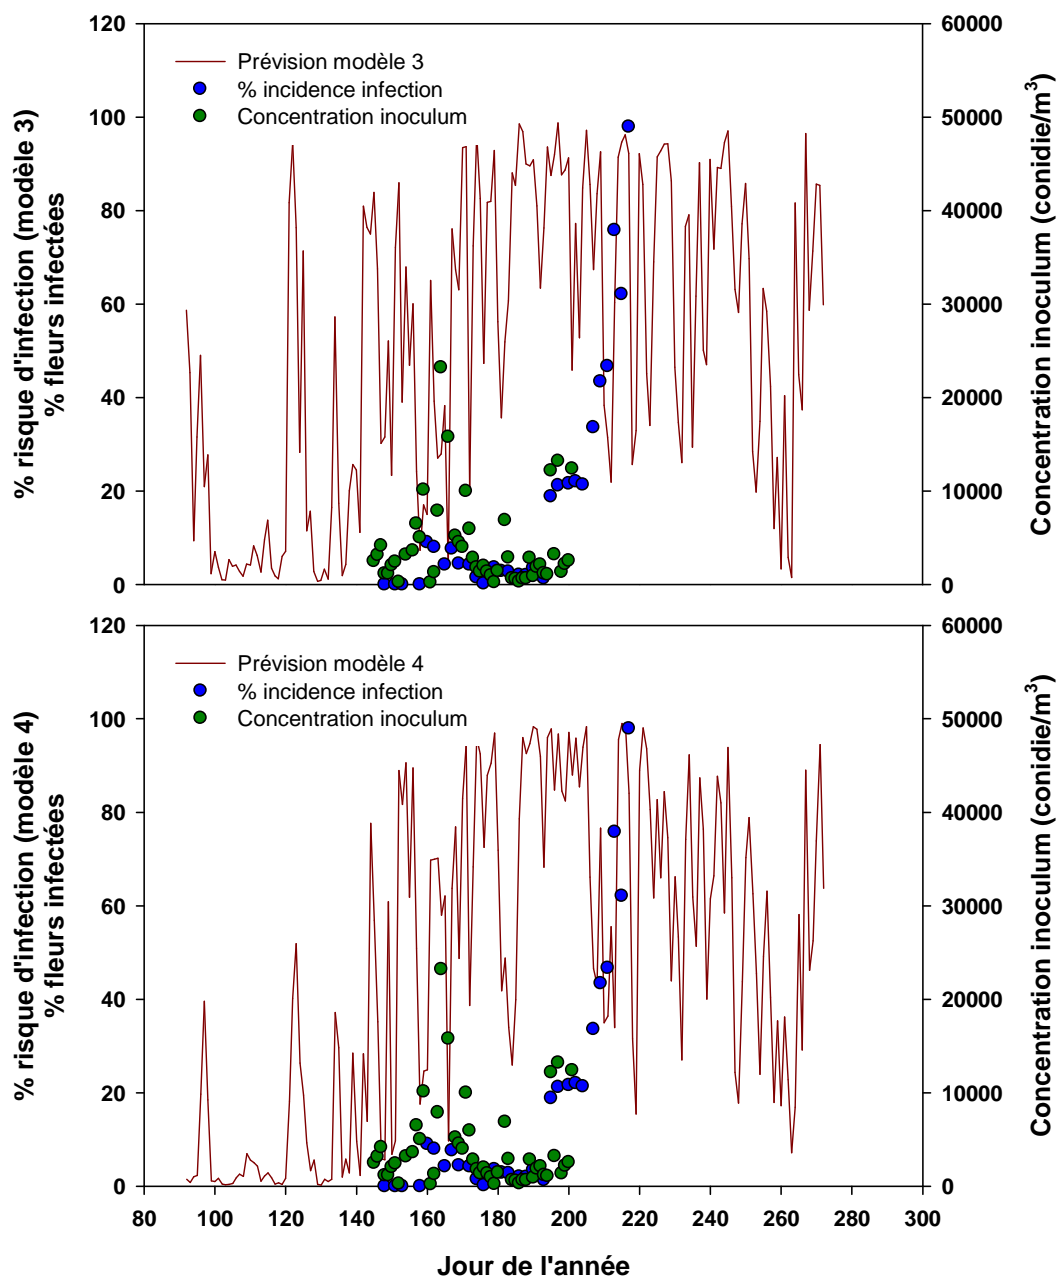 120
100
80
60
40
20
0
% risque d'infection (modèle 3)
% fleurs infectées
Prévision modèle 3
% incidence infection
Concentration inoculum
60000
50000
40000
30000
20000
10000
0
Concentration inoculum (conidie/m³)
120
100
80
60
40
20
0
% risque d'infection (modèle 4)
% fleurs infectées
Prévision modèle 4
% incidence infection
Concentration inoculum
60000
50000
40000
30000
20000
10000
0
Concentration inoculum (conidie/m³)
80 100 120 140 160 180 200 220 240 260 280 300
Jour de l'année